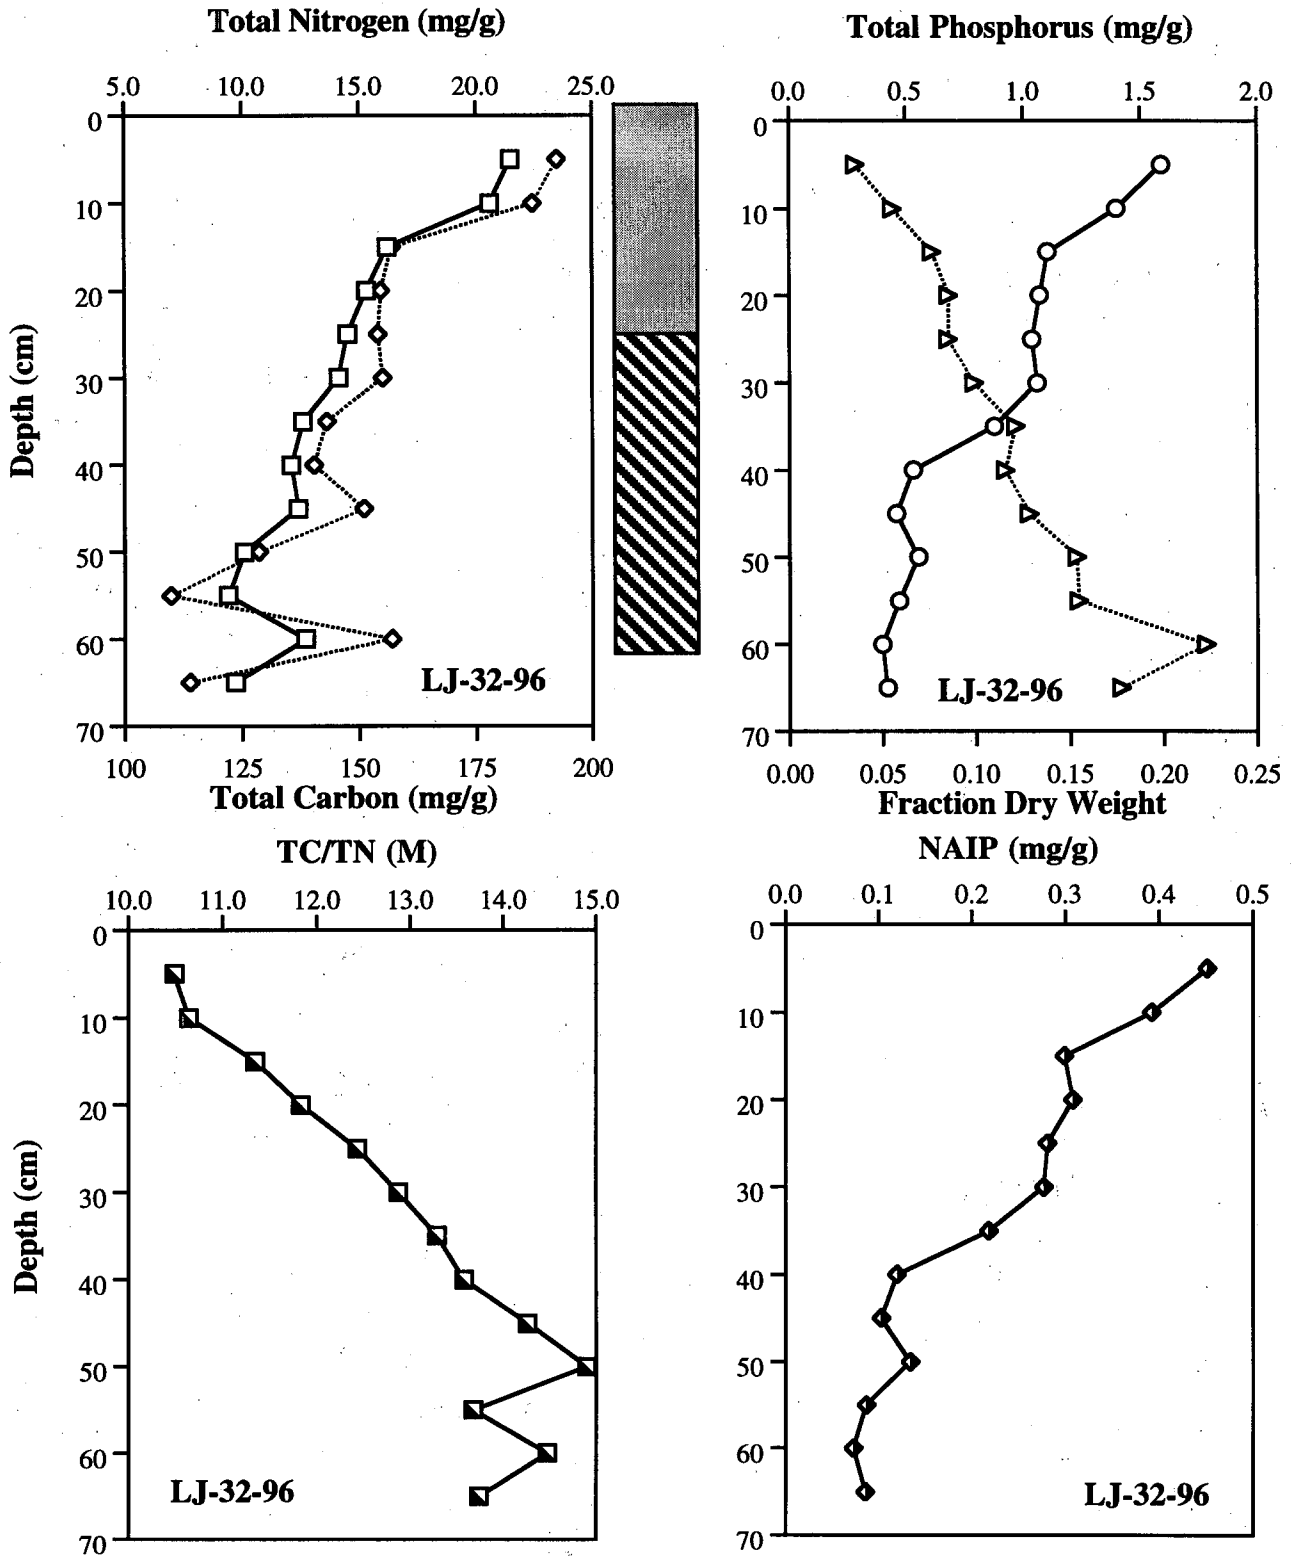 Total Nitrogen (mg/g)
5.0 10.0 15.0 20.0 25.0
0
10
20
30
40
50
60
70
Depth (cm)
LJ-32-96
100 125 150 175 200
Total Carbon (mg/g)
Total Phosphorus (mg/g)
0.0 0.5 1.0 1.5 2.0
0
10
20
30
40
50
60
70
LJ-32-96
0.00 0.05 0.10 0.15 0.20 0.25
Fraction Dry Weight
TC/TN (M)
10.0 11.0 12.0 13.0 14.0 15.0
0
10
20
30
40
50
60
70
Depth (cm)
LJ-32-96
NAIP (mg/g)
0.0 0.1 0.2 0.3 0.4 0.5
0
10
20
30
40
50
60
70
LJ-32-96